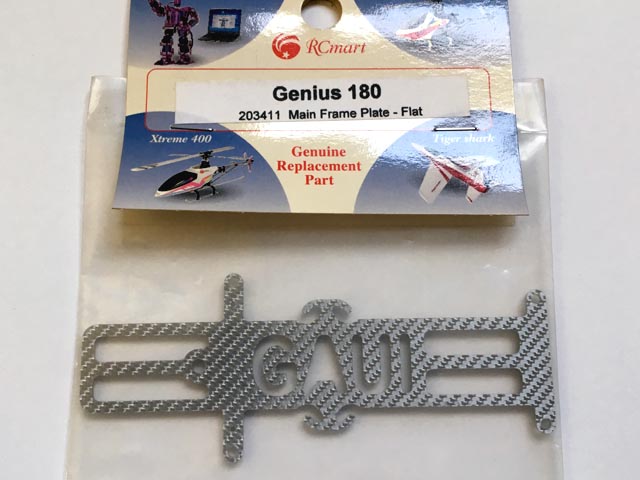 RCmart
Genius 180
203411 Main Frame Plate - Flat
Xtreme 400
Tiger shark
Genuine
Replacement
Part
GAUI